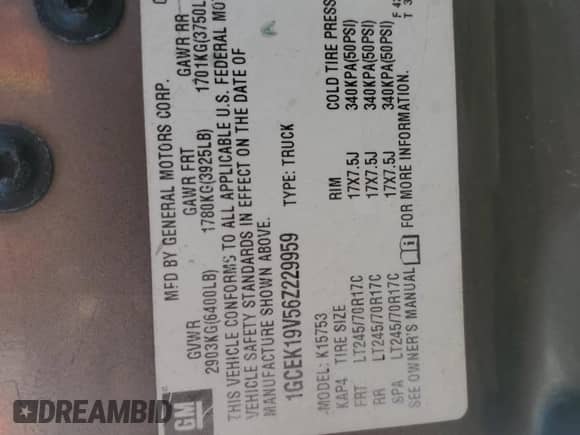 MFD BY GENERAL MOTORS CORP.
GVWR GAWR FRT GAWR RR
2903KG(6400LB) 1780KG(3925LB) 1701KG(3750L
THIS VEHICLE CONFORMS TO ALL APPLICABLE U.S. FEDERAL MOTOR
VEHICLE SAFETY STANDARDS IN EFFECT ON THE DATE OF
MANUFACTURE SHOWN ABOVE.
1GCEK19V56Z229959 TYPE: TRUCK
MODEL: K15753
KAP4 TIRE SIZE RIM COLD TIRE PRESS
FRT LT245/70R17C 17X7.5J 340KPA(50PSI)
RR LT245/70R17C 17X7.5J 340KPA(50PSI)
SPA LT245/70R17C 17X7.5J 340KPA(50PSI)
SEE OWNER'S MANUAL FOR MORE INFORMATION.
GM
DREAMBID